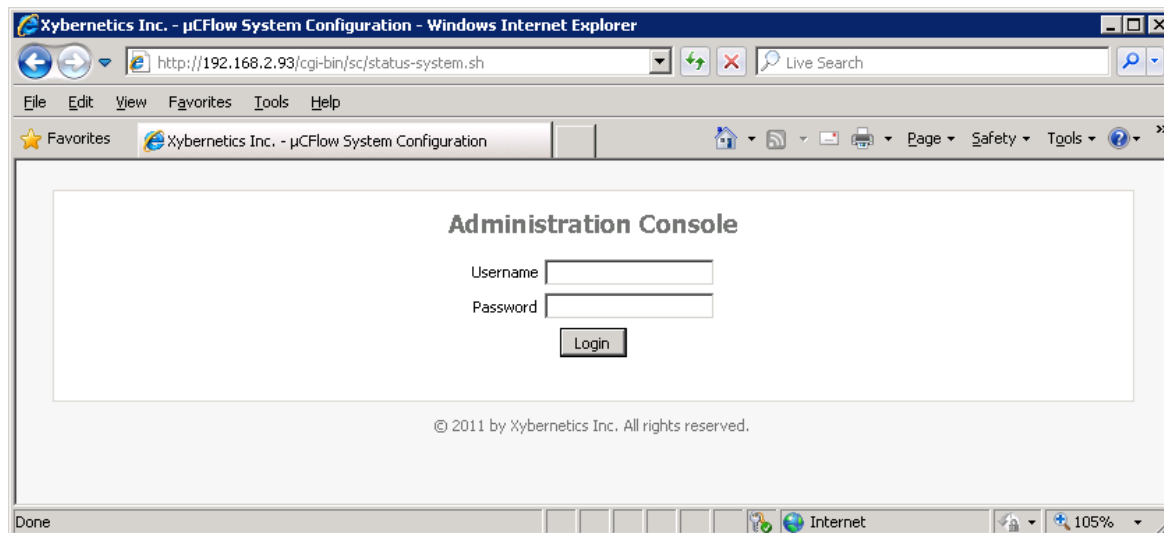 Xybernetics Inc. - µCFlow System Configuration - Windows Internet Explorer
http://192.168.2.93/cgi-bin/sc/status-system.sh
Live Search
File Edit View Favorites Tools Help
Favorites Xybernetics Inc. - µCFlow System Configuration Page Safety Tools »
Administration Console
Username
Password
Login
© 2011 by Xybernetics Inc. All rights reserved.
Done Internet 105%